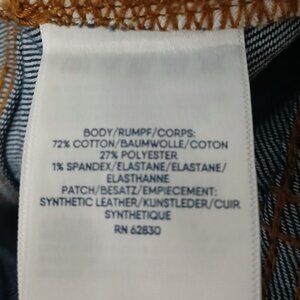 BODY/RUMPF/CORPS:
72% COTTON/BAUMWOLLE/COTON
27% POLYESTER
1% SPANDEX/ELASTAN/ELASTANE/
ELASTHANNE
PATCH/BESATZ/EMPIECEMENT:
SYNTHETIC LEATHER/KUNSTLEDER/CUIR
SYNTHETIQUE
RN 62830